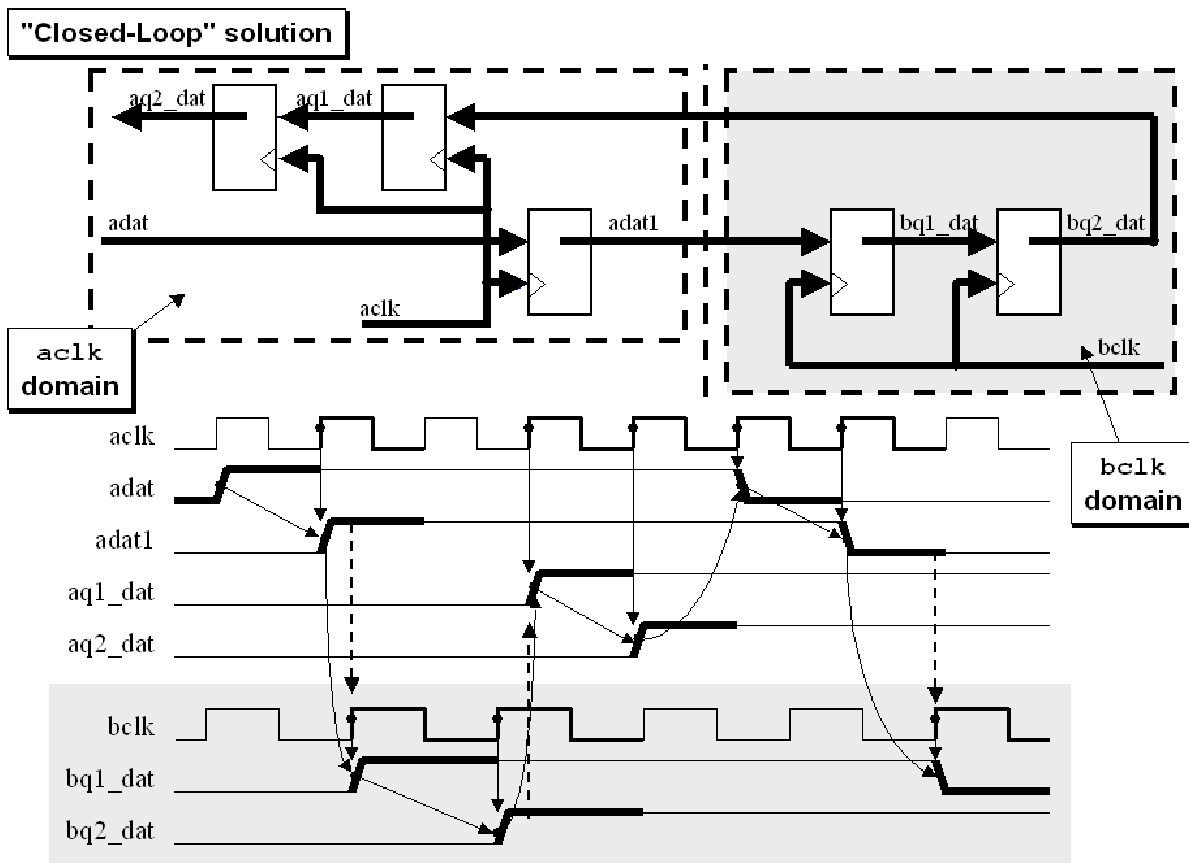 "Closed-Loop" solution
aq2_dat
aq1_dat
adat
adat1
bq1_dat
bq2_dat
aclk
bclk
aclk
domain
bclk
domain
aclk
adat
adat1
aq1_dat
aq2_dat
bclk
bq1_dat
bq2_dat